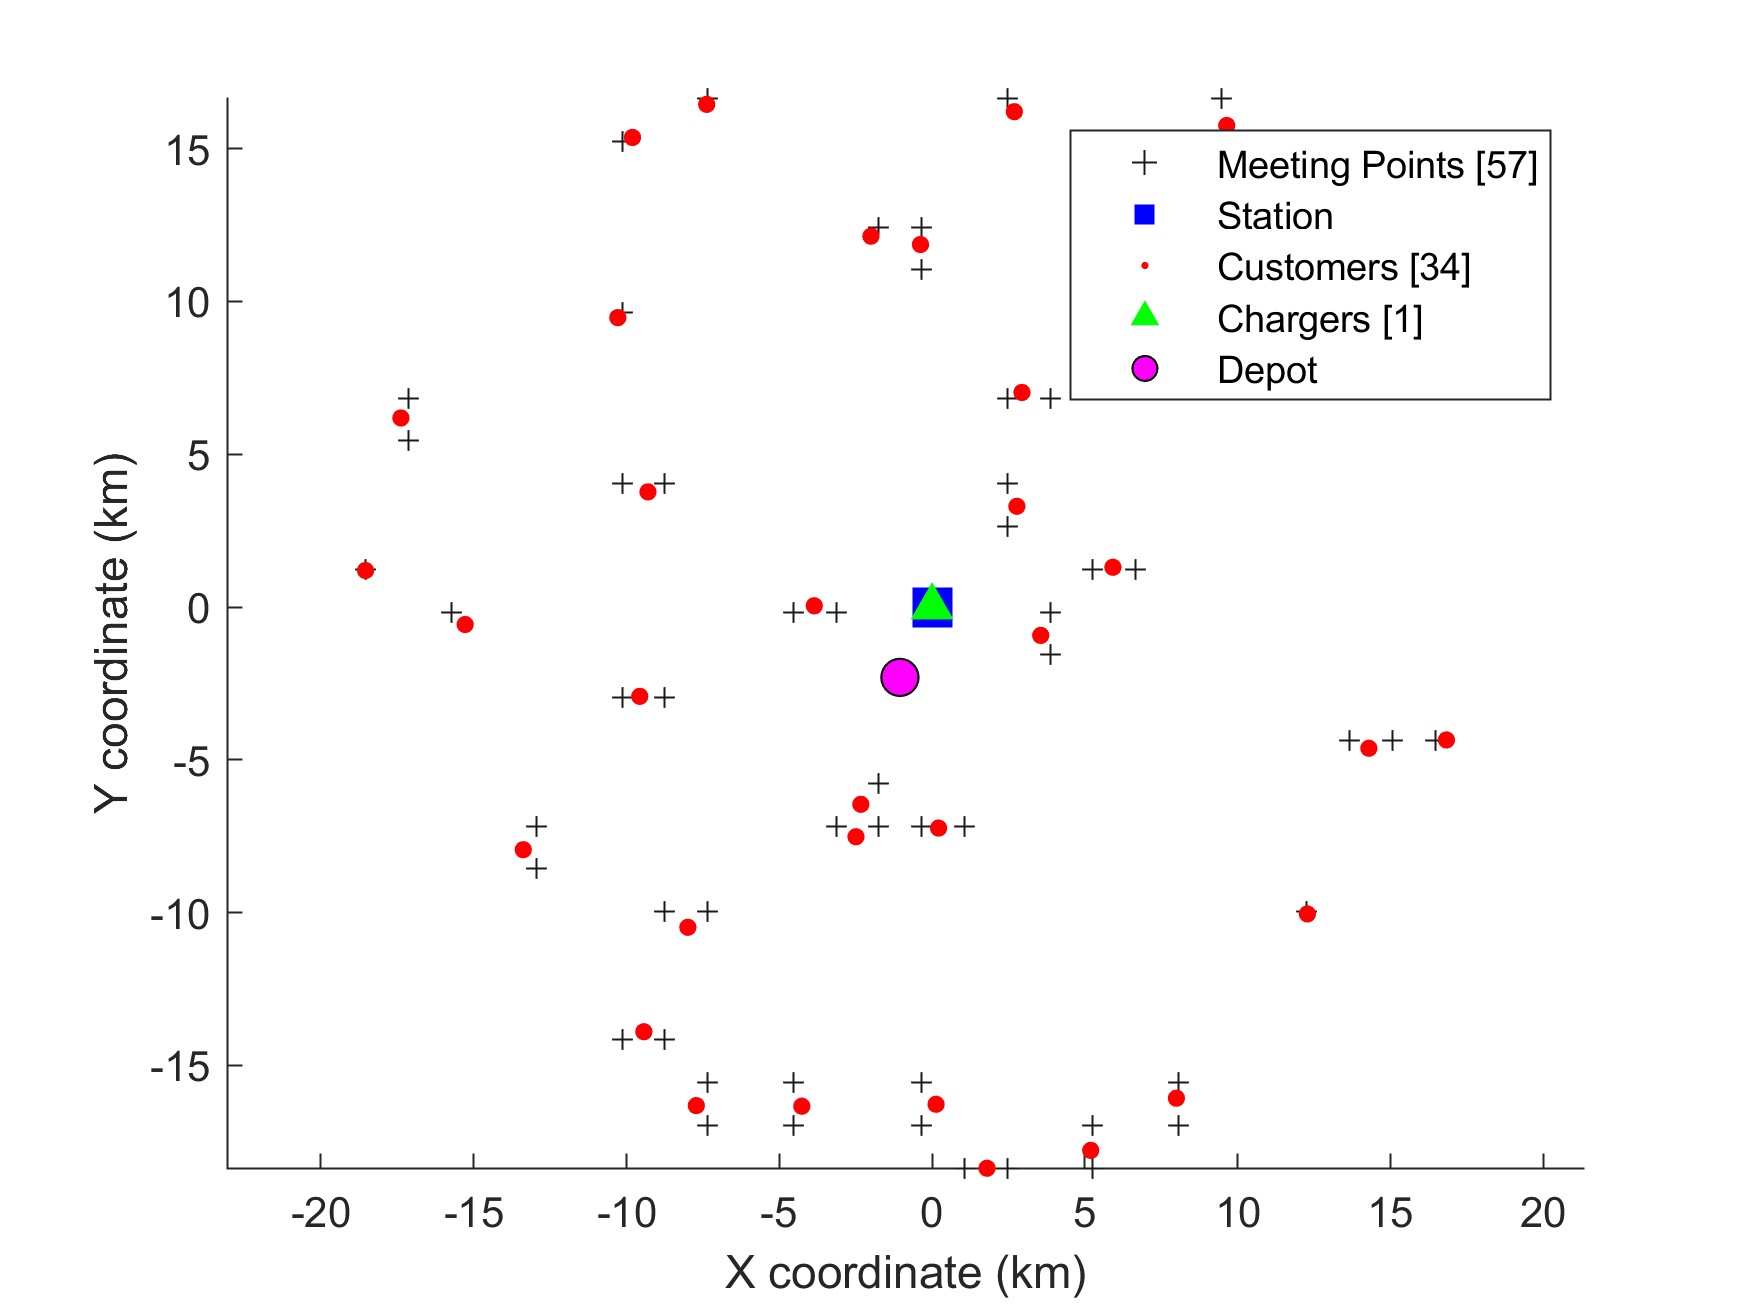 15
10
5
0
-5
-10
-15
Y coordinate (km)
Meeting Points [57]
Station
Customers [34]
Chargers [1]
Depot
-20 -15 -10 -5 0 5 10 15 20
X coordinate (km)